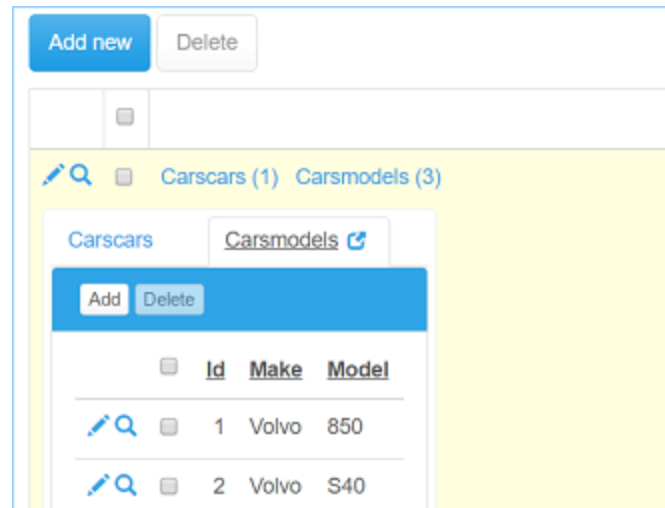 Add new Delete
Carscars (1) Carsmodels (3)
Carscars Carsmodels
Add Delete
Id Make Model
1 Volvo 850
2 Volvo S40